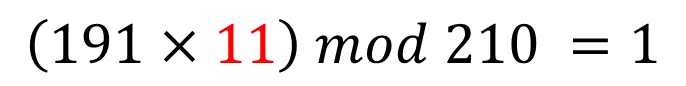 (191 × 11) mod 210 = 1